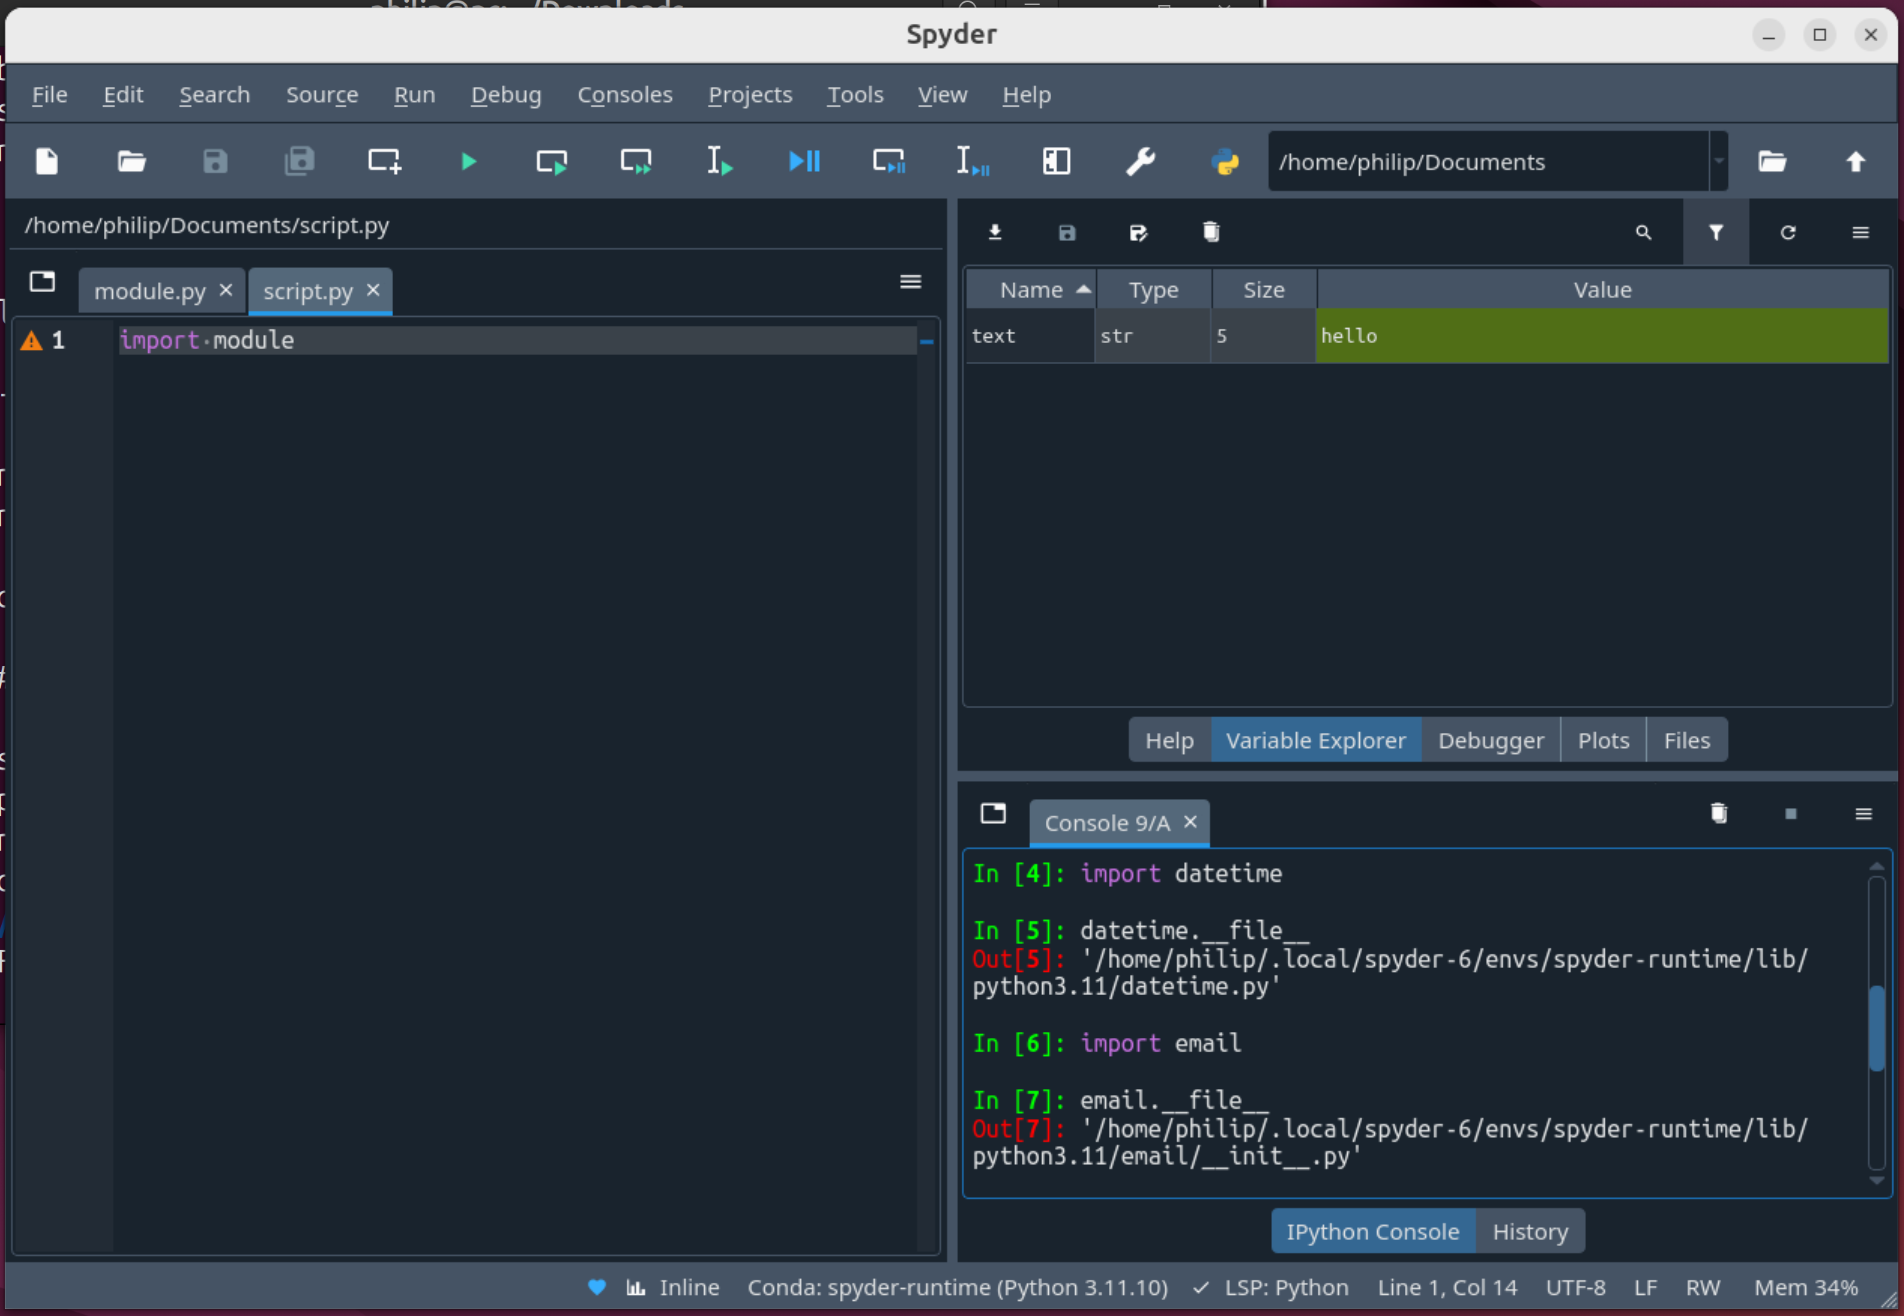 Spyder
File Edit Search Source Run Debug Consoles Projects Tools View Help
/home/philip/Documents
/home/philip/Documents/script.py
module.py script.py
1 import module
Name Type Size Value
text str 5 hello
Help Variable Explorer Debugger Plots Files
Console 9/A
In [4]: import datetime
In [5]: datetime.__file__
Out[5]: '/home/philip/.local/spyder-6/envs/spyder-runtime/lib/
python3.11/datetime.py'
In [6]: import email
In [7]: email.__file__
Out[7]: '/home/philip/.local/spyder-6/envs/spyder-runtime/lib/
python3.11/email/__init__.py'
IPython Console History
Inline Conda: spyder-runtime (Python 3.11.10) ✓ LSP: Python Line 1, Col 14 UTF-8 LF RW Mem 34%